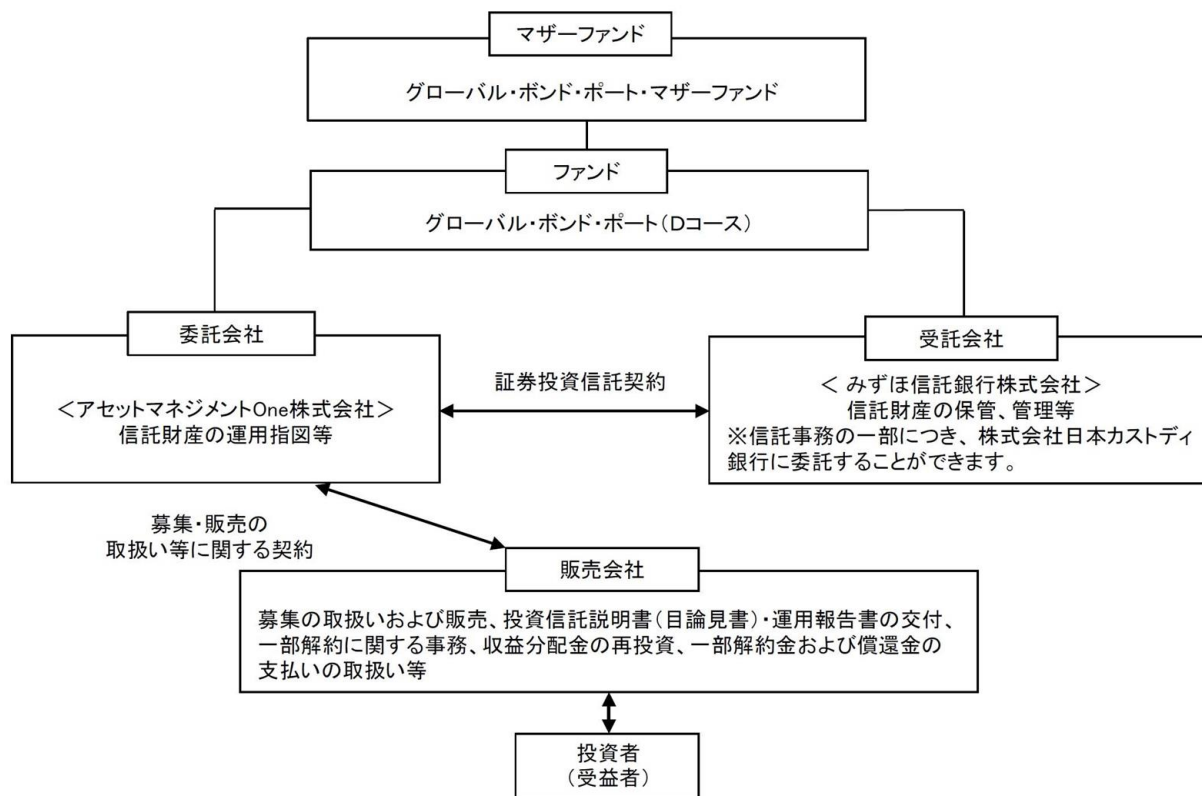 マザーファンド
グローバル・ボンド・ポート・マザーファンド
ファンド
グローバル・ボンド・ポート(Dコース)
委託会社
<アセットマネジメントOne株式会社>
信託財産の運用指図等
証券投資信託契約
受託会社
< みずほ信託銀行株式会社>
信託財産の保管、管理等
※信託事務の一部につき、株式会社日本カストディ
銀行に委託することができます。
募集・販売の
取扱い等に関する契約
販売会社
募集の取扱いおよび販売、投資信託説明書(目論見書)・運用報告書の交付、
一部解約に関する事務、収益分配金の再投資、一部解約金および償還金の
支払いの取扱い等
投資者
(受益者)